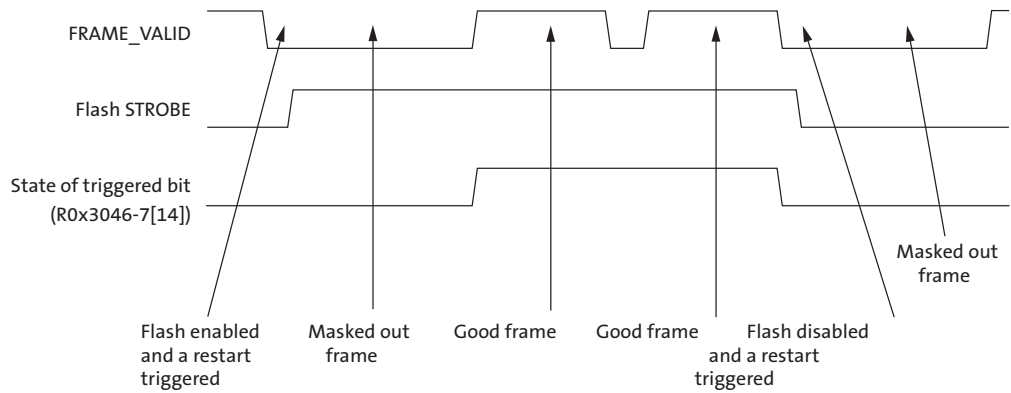 FRAME_VALID
Flash STROBE
State of triggered bit
(R0x3046-7[14])
Masked out
frame
Flash enabled
and a restart
triggered
Masked out
frame
Good frame
Good frame
Flash disabled
and a restart
triggered